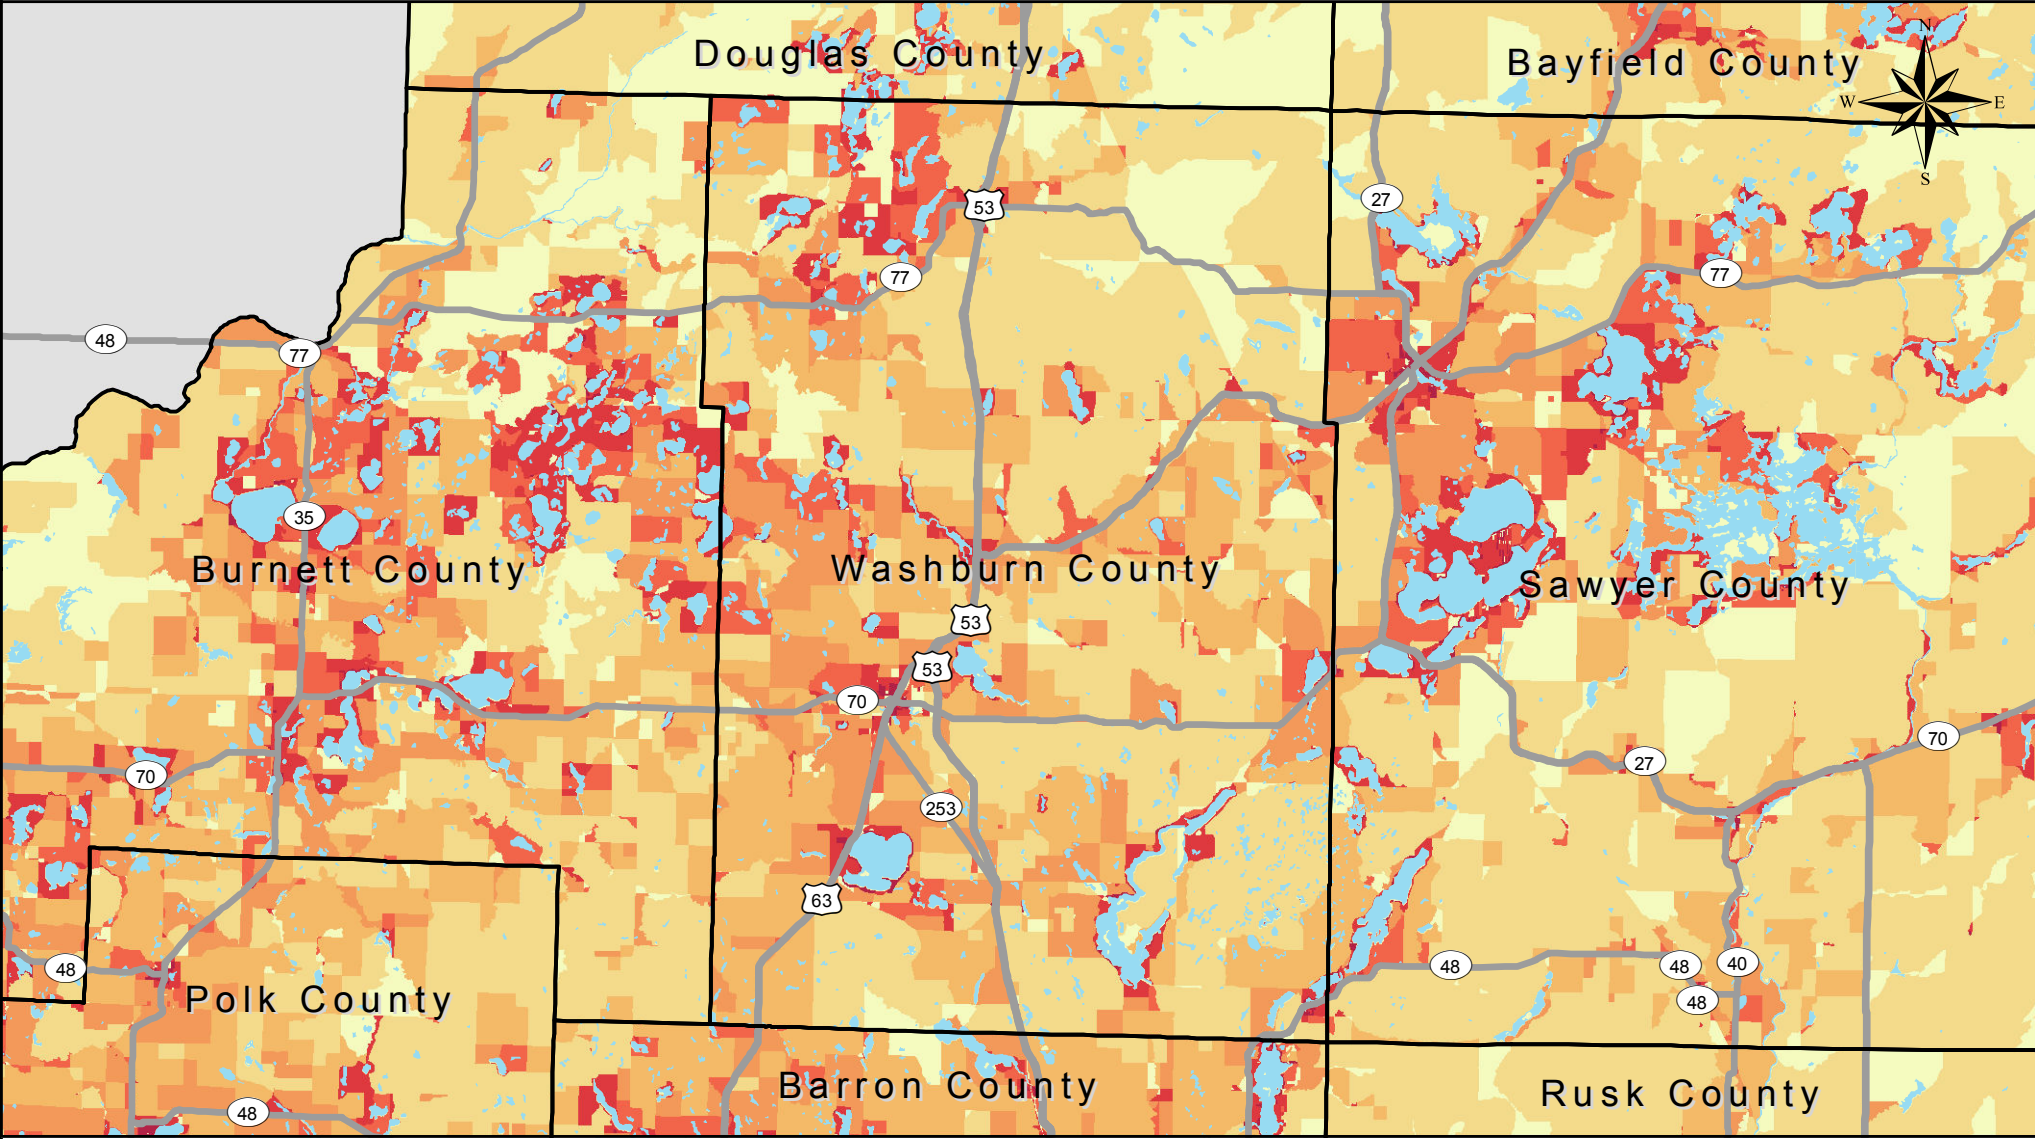 Douglas County
Bayfield County
N
W
E
S
27
53
77
77
48
77
35
Burnett County
Washburn County
Sawyer County
53
53
70
70
27
70
253
63
48
48
48
40
48
Polk County
Barron County
Rusk County
48